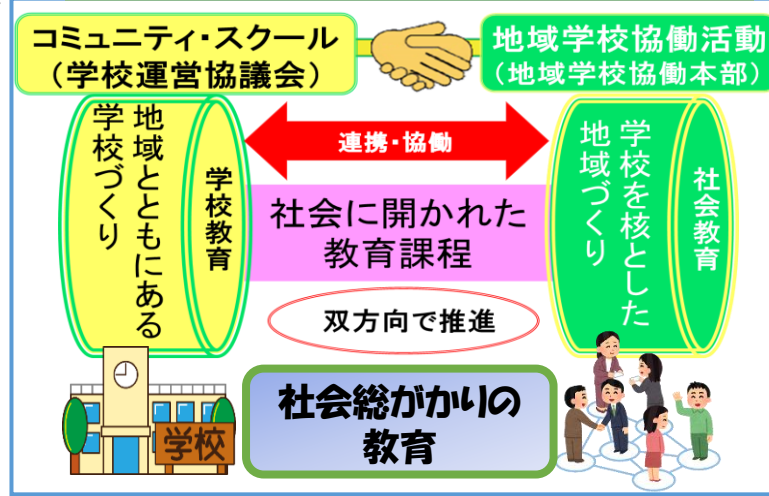 コミュニティ・スクール
（学校運営協議会）
地域学校協働活動
（地域学校協働本部）
地域とともにある
学校づくり
学校教育
連携・協働
社会に開かれた
教育課程
双方向で推進
学校を核とした
地域づくり
社会教育
学校
社会総がかりの
教育